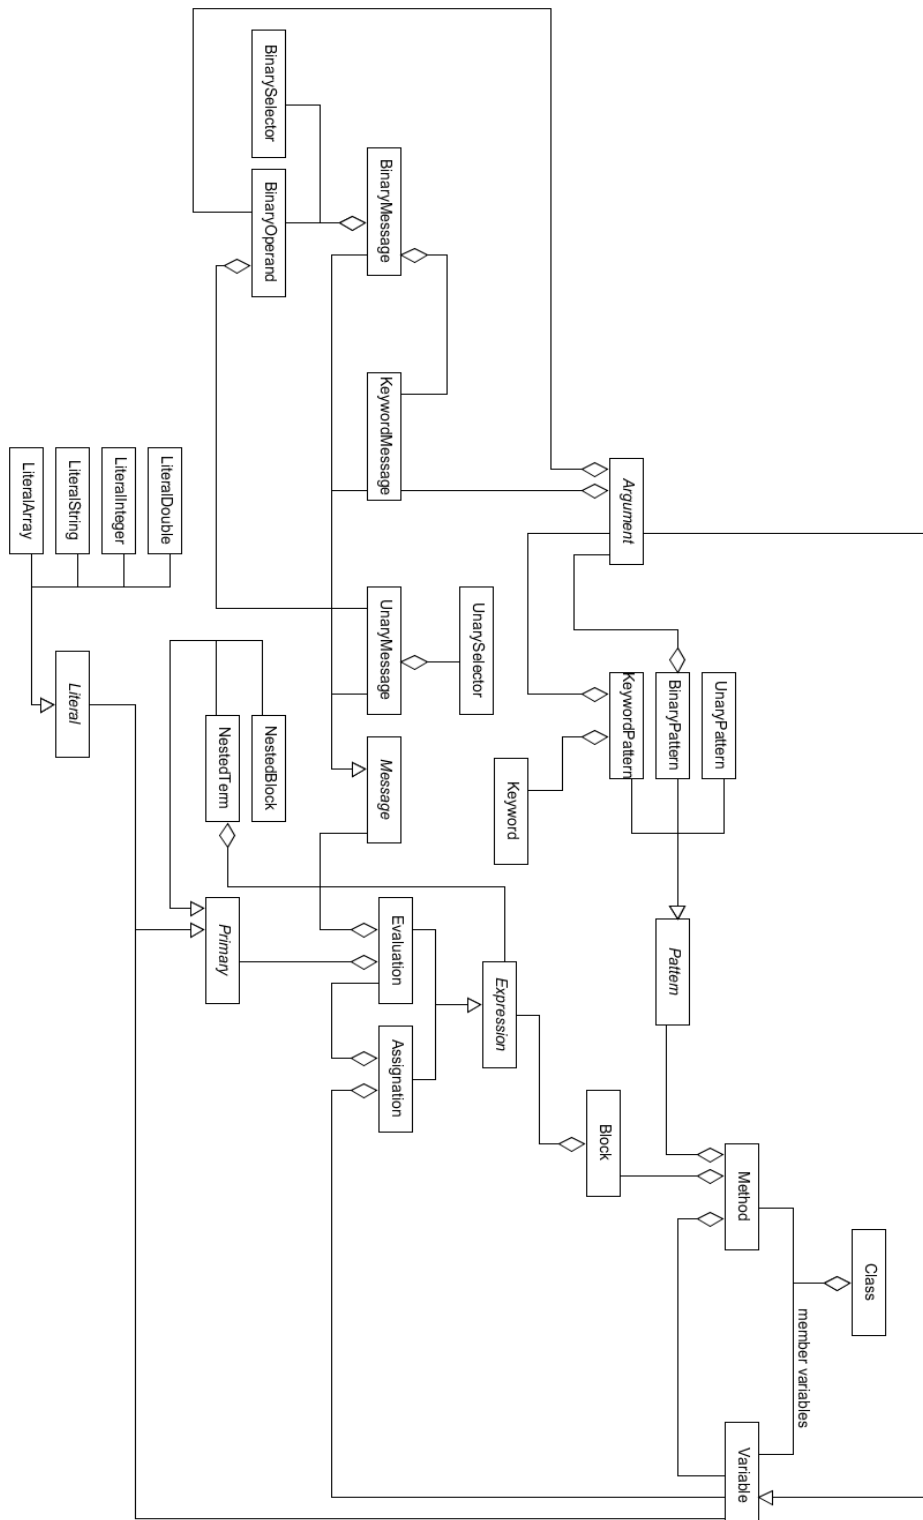 Class
member variables
Method
Variable
UnaryPattern
BinaryPattern
Pattern
Argument
KeywordPattern
Block
Keyword
Expression
UnarySelector
BinaryMessage
KeywordMessage
UnaryMessage
Message
Evaluation
Assignation
BinarySelector
BinaryOperand
NestedBlock
NestedTerm
Primary
LiteralDouble
LiteralInteger
LiteralString
Literal
LiteralArray